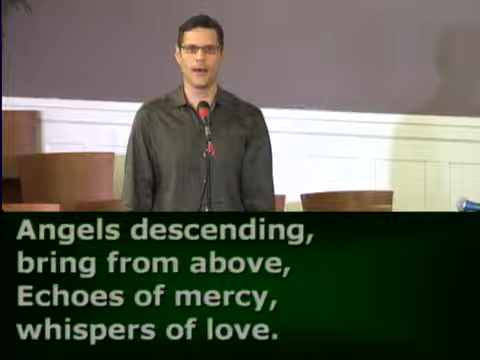 Angels descending,
bring from above,
Echoes of mercy,
whispers of love.